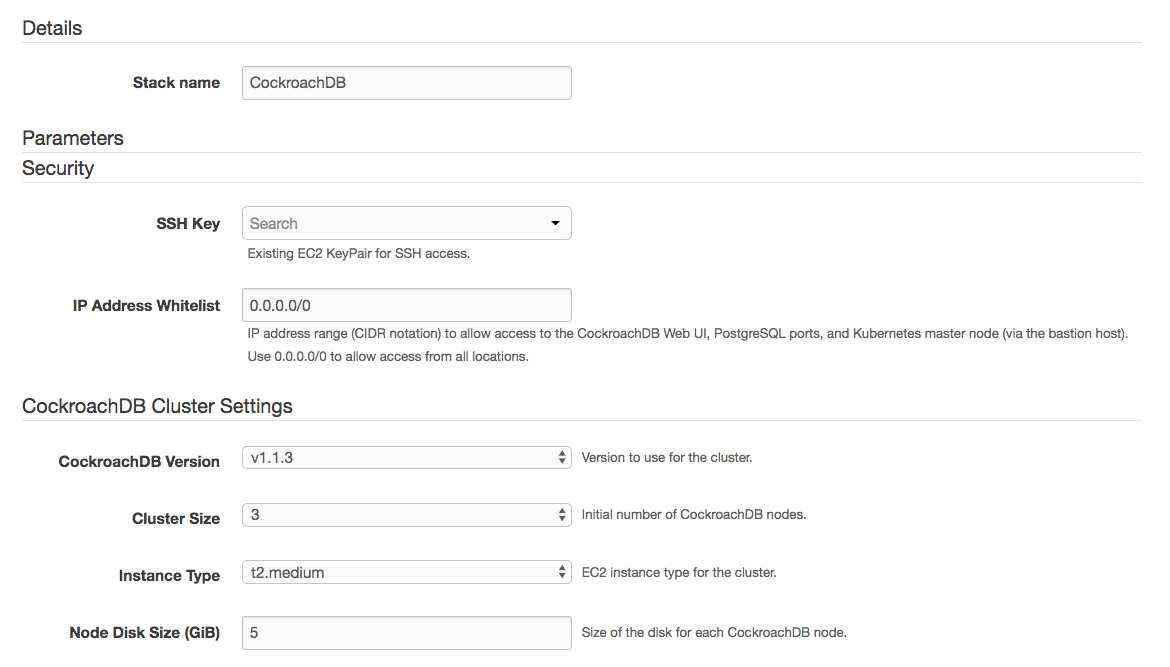 Details
Stack name CockroachDB
Parameters
Security
SSH Key Search
Existing EC2 KeyPair for SSH access.
IP Address Whitelist 0.0.0.0/0
IP address range (CIDR notation) to allow access to the CockroachDB Web UI, PostgreSQL ports, and Kubernetes master node (via the bastion host).
Use 0.0.0.0/0 to allow access from all locations.
CockroachDB Cluster Settings
CockroachDB Version v1.1.3 Version to use for the cluster.
Cluster Size 3 Initial number of CockroachDB nodes.
Instance Type t2.medium EC2 instance type for the cluster.
Node Disk Size (GiB) 5 Size of the disk for each CockroachDB node.